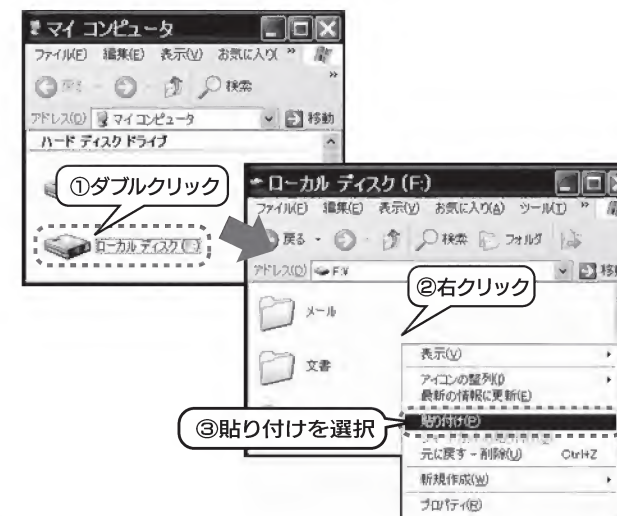 マイ コンピュータ
ファイル(F) 編集(E) 表示(V) お気に入り( »
検索 »
アドレス(D) マイ コンピュータ 移動
ハード ディスク ドライブ
①ダブルクリック
ローカル ディスク
ローカル ディスク (F:)
ファイル(F) 編集(E) 表示(V) お気に入り(A) ツール(T) »
戻る 検索 フォルダ
アドレス(D) F:¥
②右クリック
メール
文書
表示(V)
アイコンの整列(I)
最新の情報に更新(E)
貼り付け(P)
③貼り付けを選択
元に戻す - 削除(U) Ctrl+Z
新規作成(W)
プロパティ(R)